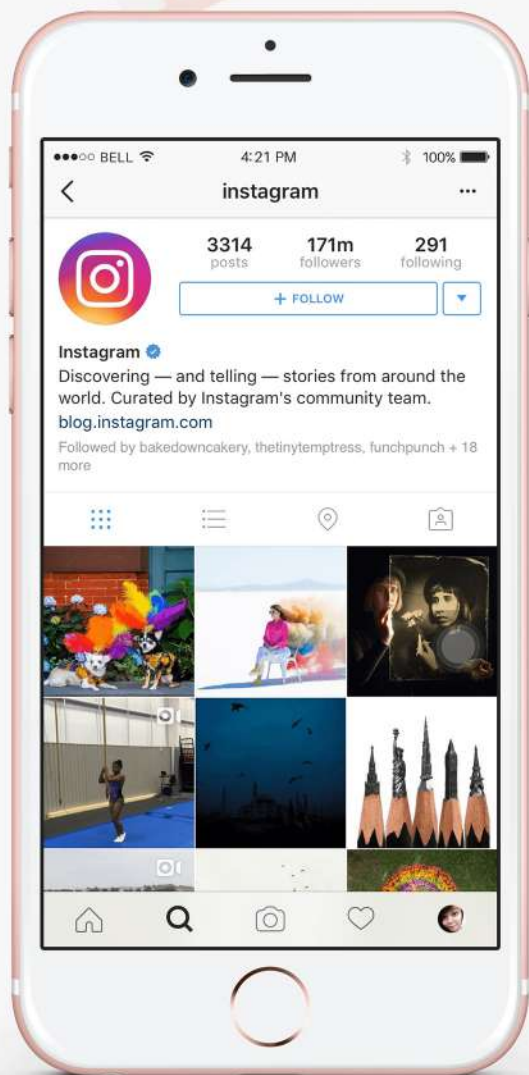 BELL 4:21 PM 100%
instagram
3314 171m 291
posts followers following
+ FOLLOW
Instagram
Discovering — and telling — stories from around the
world. Curated by Instagram's community team.
blog.instagram.com
Followed by bakedowncakery, thetinytemptress, funchpunch + 18
more